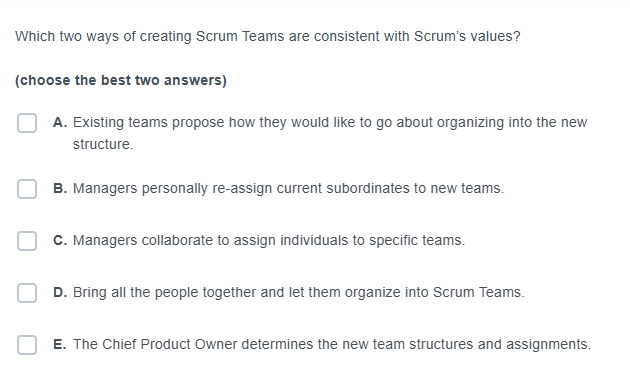 Which two ways of creating Scrum Teams are consistent with Scrum's values?
(choose the best two answers)
A. Existing teams propose how they would like to go about organizing into the new
structure.
B. Managers personally re-assign current subordinates to new teams.
C. Managers collaborate to assign individuals to specific teams.
D. Bring all the people together and let them organize into Scrum Teams.
E. The Chief Product Owner determines the new team structures and assignments.